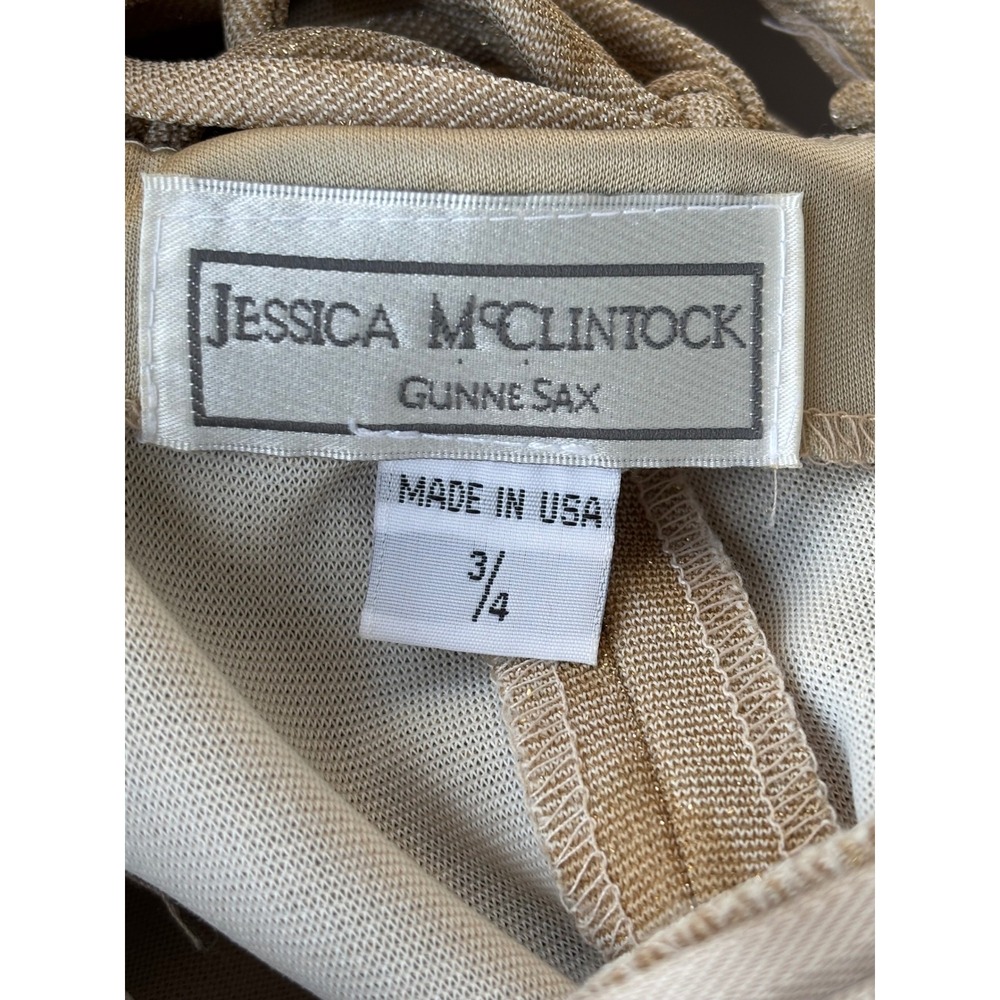 JESSICA McCLINTOCK
GUNNE SAX
MADE IN USA
3/4